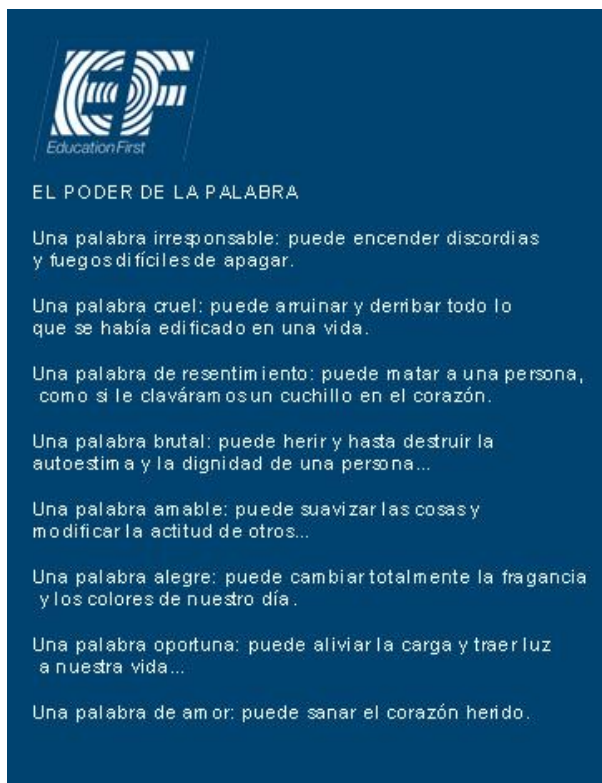 EF
Education First
EL PODER DE LA PALABRA
Una palabra irresponsable: puede encender discordias
y fuegos difíciles de apagar.
Una palabra cruel: puede arruinar y derribar todo lo
que se había edificado en una vida.
Una palabra de resentimiento: puede matar a una persona,
como si le claváramos un cuchillo en el corazón.
Una palabra brutal: puede herir y hasta destruir la
autoestima y la dignidad de una persona...
Una palabra amable: puede suavizar las cosas y
modificar la actitud de otros...
Una palabra alegre: puede cambiar totalmente la fragancia
y los colores de nuestro día.
Una palabra oportuna: puede aliviar la carga y traer luz
a nuestra vida...
Una palabra de amor: puede sanar el corazón herido.